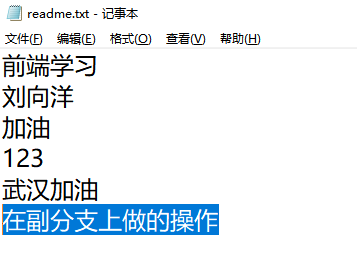 readme.txt - 记事本
文件(F) 编辑(E) 格式(O) 查看(V) 帮助(H)
前端学习
刘向洋
加油
123
武汉加油
在副分支上做的操作